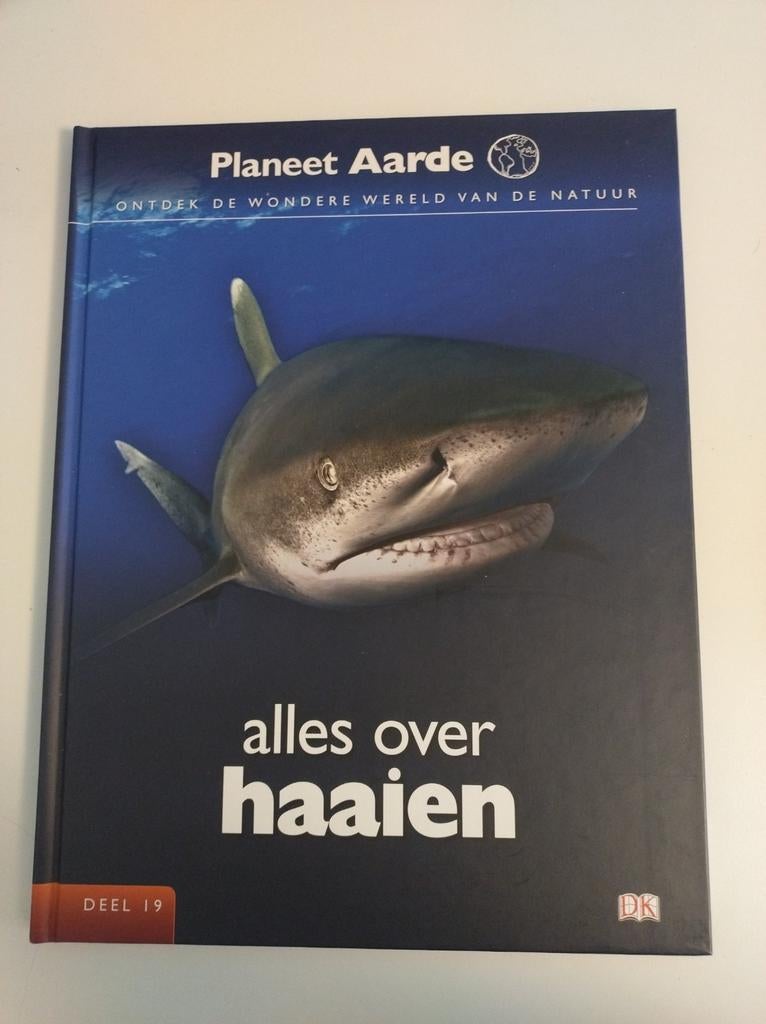 Planeet Aarde
ONTDEK DE WONDERE WERELD VAN DE NATUUR
alles over
haaien
DEEL 19
DK